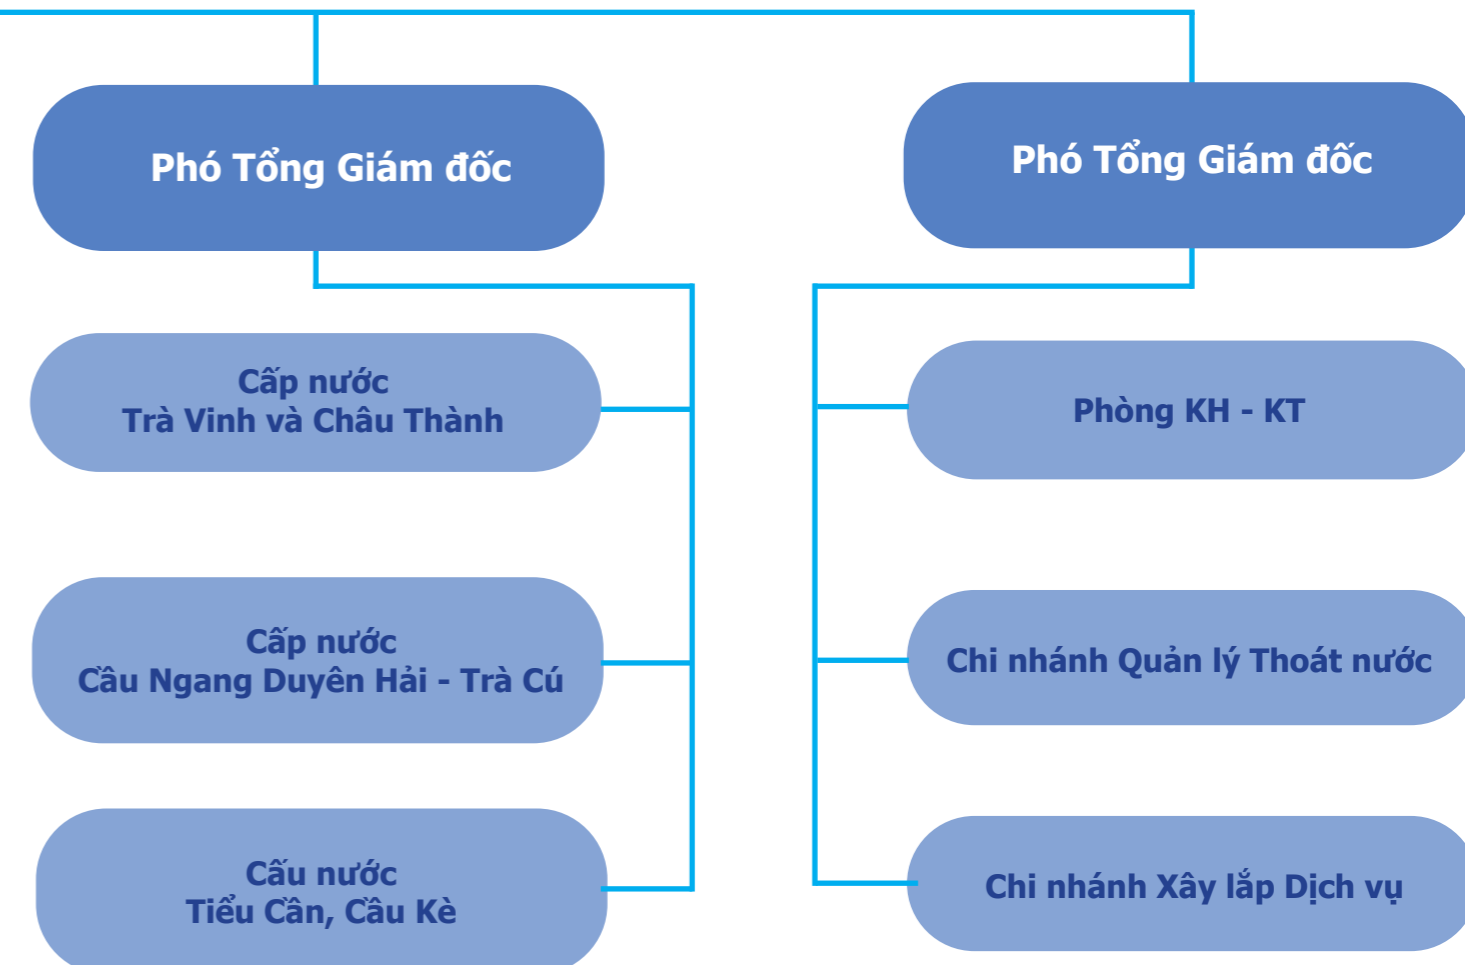 Phó Tổng Giám đốc
Cấp nước
Trà Vinh và Châu Thành
Cấp nước
Cầu Ngang Duyên Hải - Trà Cú
Cấu nước
Tiểu Cần, Cầu Kè
Phó Tổng Giám đốc
Phòng KH - KT
Chi nhánh Quản lý Thoát nước
Chi nhánh Xây lắp Dịch vụ